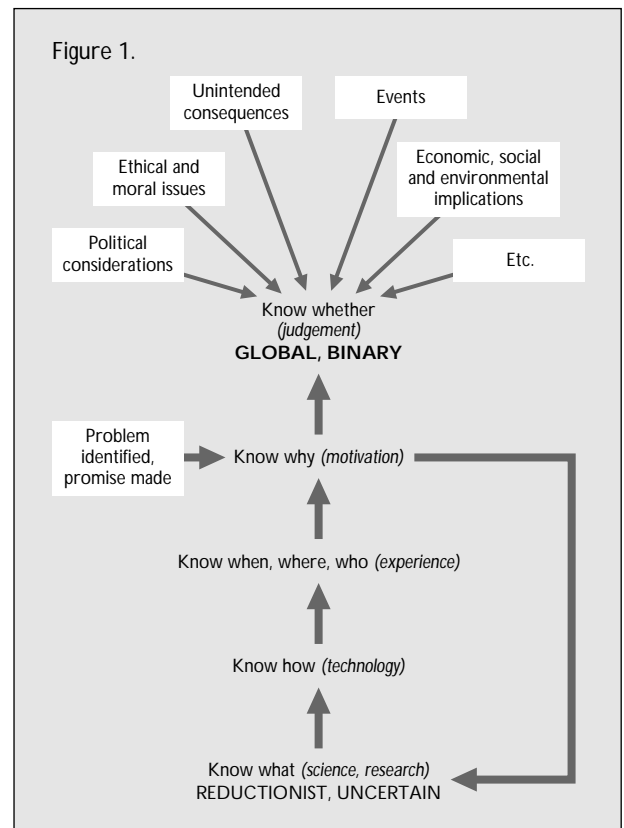 Figure 1.
Unintended
consequences
Events
Ethical and
moral issues
Economic, social
and environmental
implications
Political
considerations
Etc.
Know whether
(judgement)
GLOBAL, BINARY
Problem
identified,
promise made
Know why (motivation)
Know when, where, who (experience)
Know how (technology)
Know what (science, research)
REDUCTIONIST, UNCERTAIN